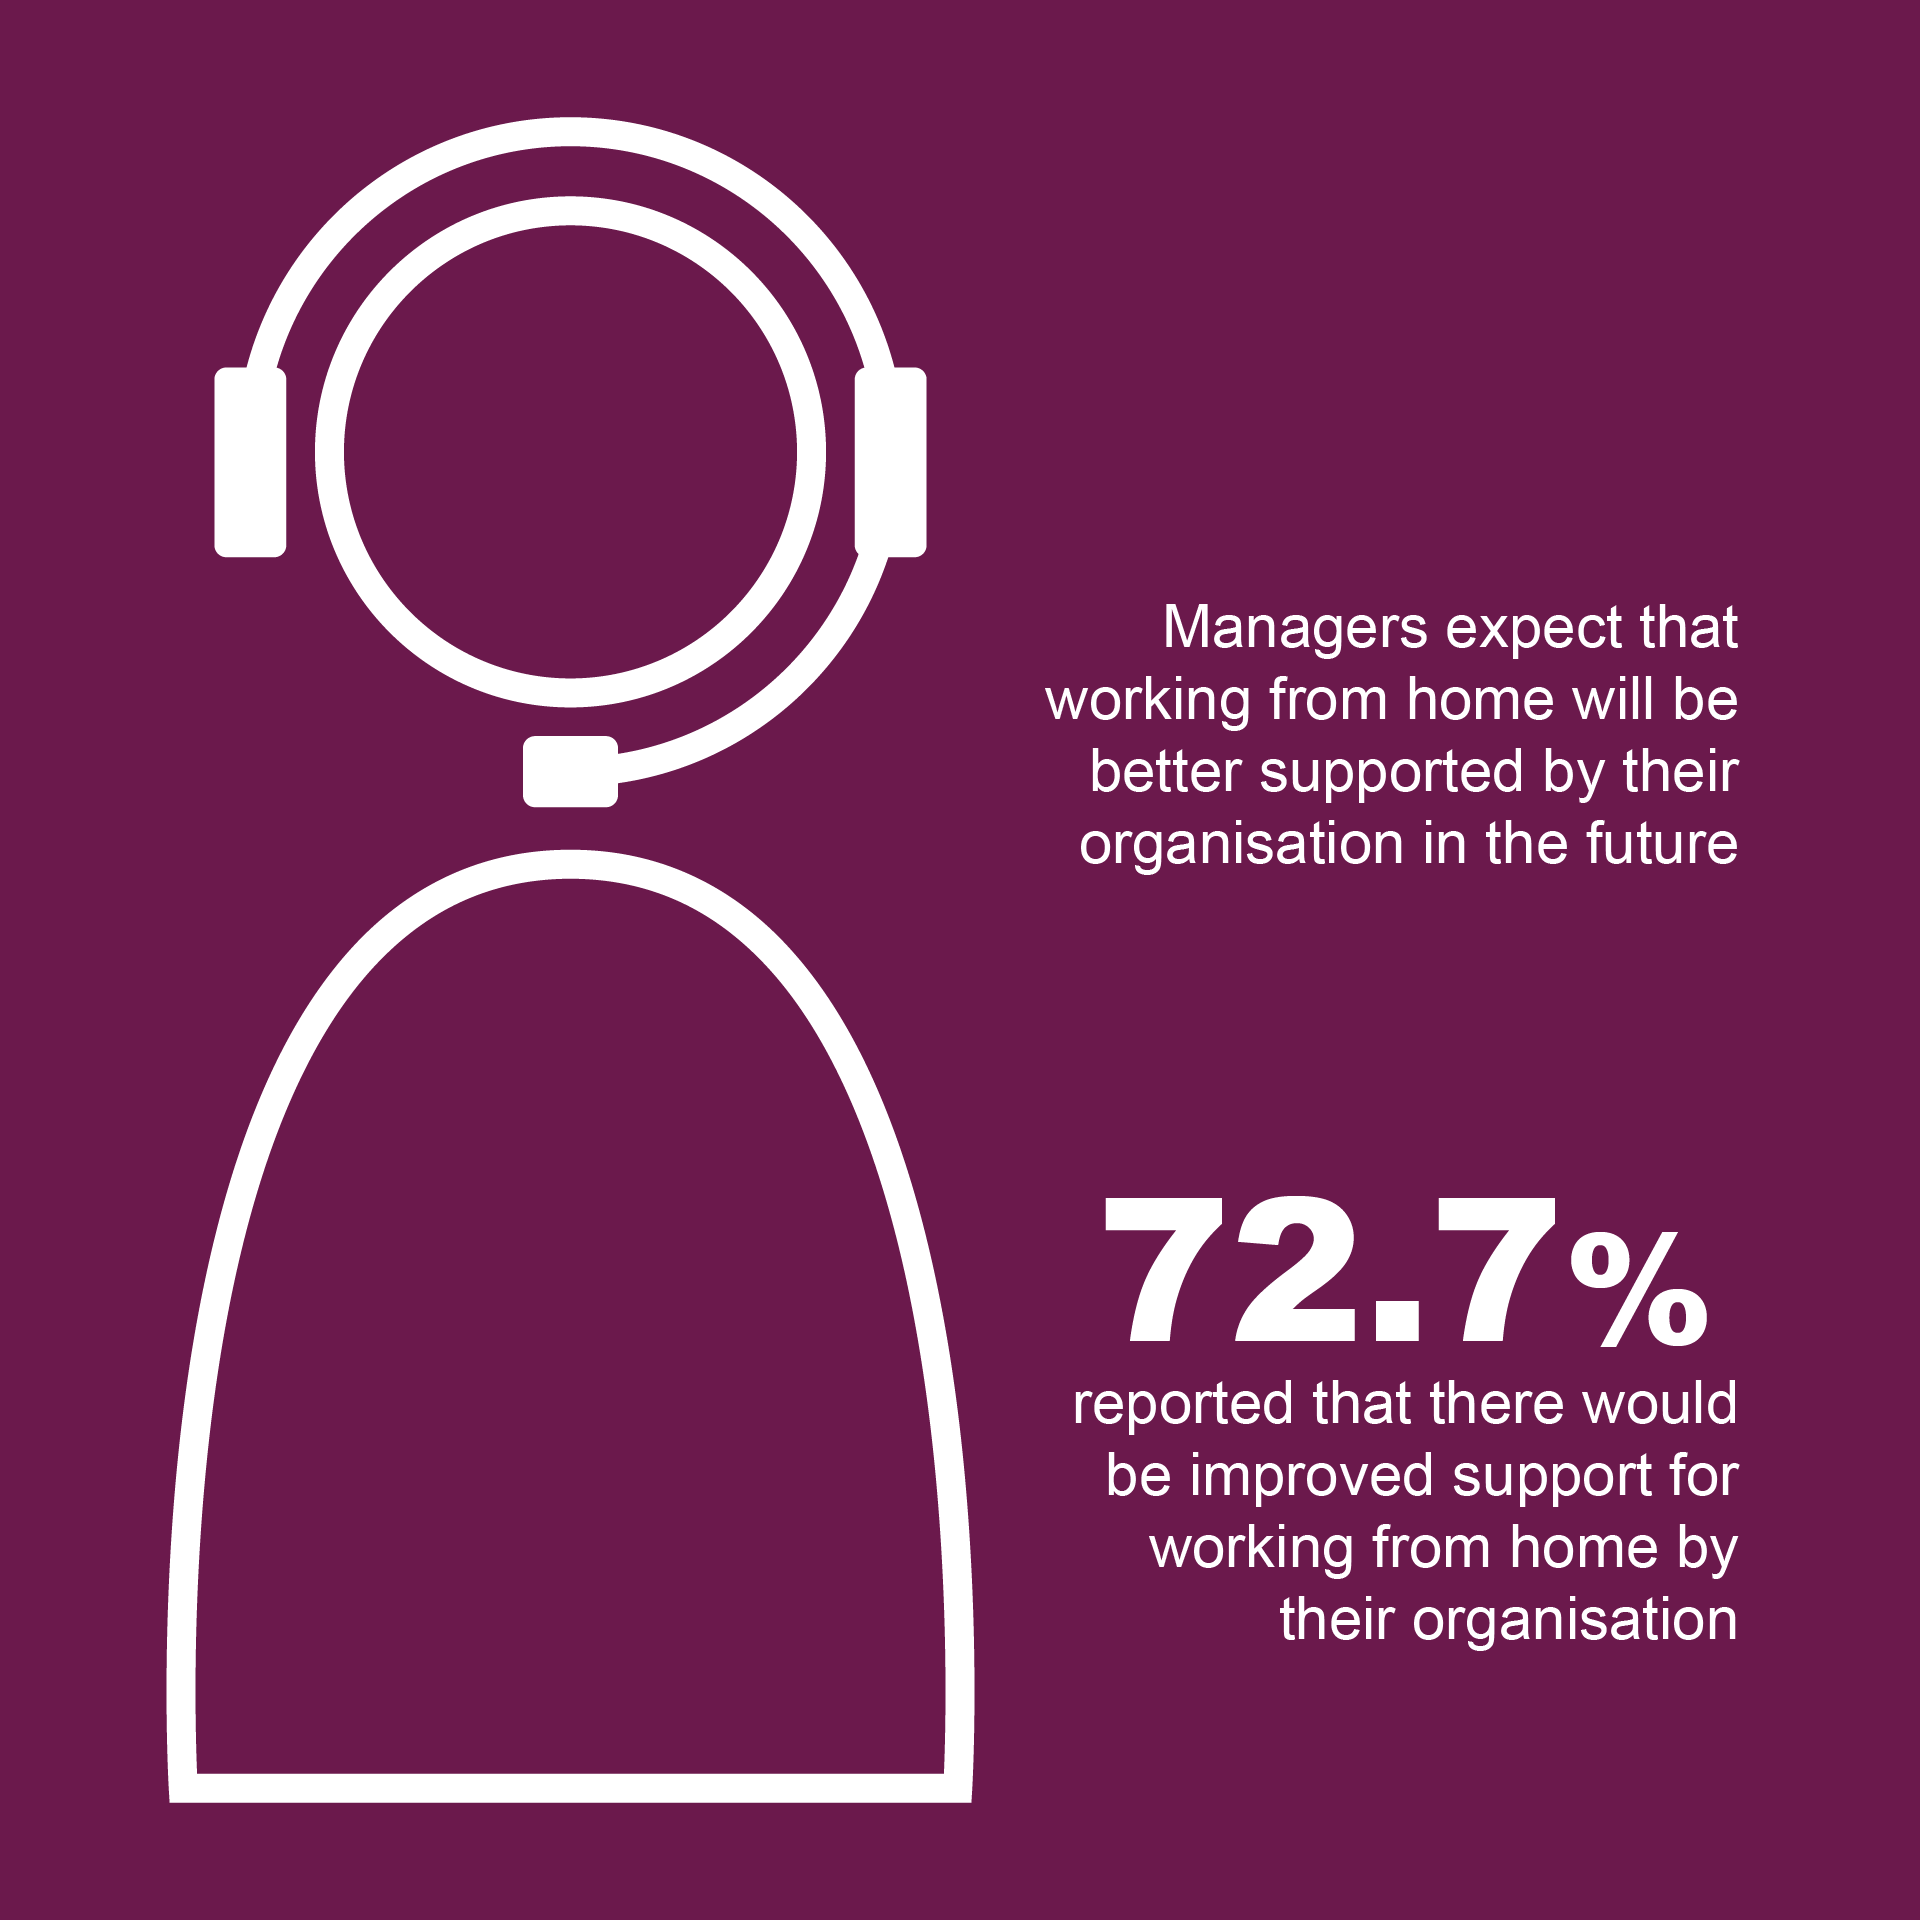 Managers expect that
working from home will be
better supported by their
organisation in the future
72.7%
reported that there would
be improved support for
working from home by
their organisation